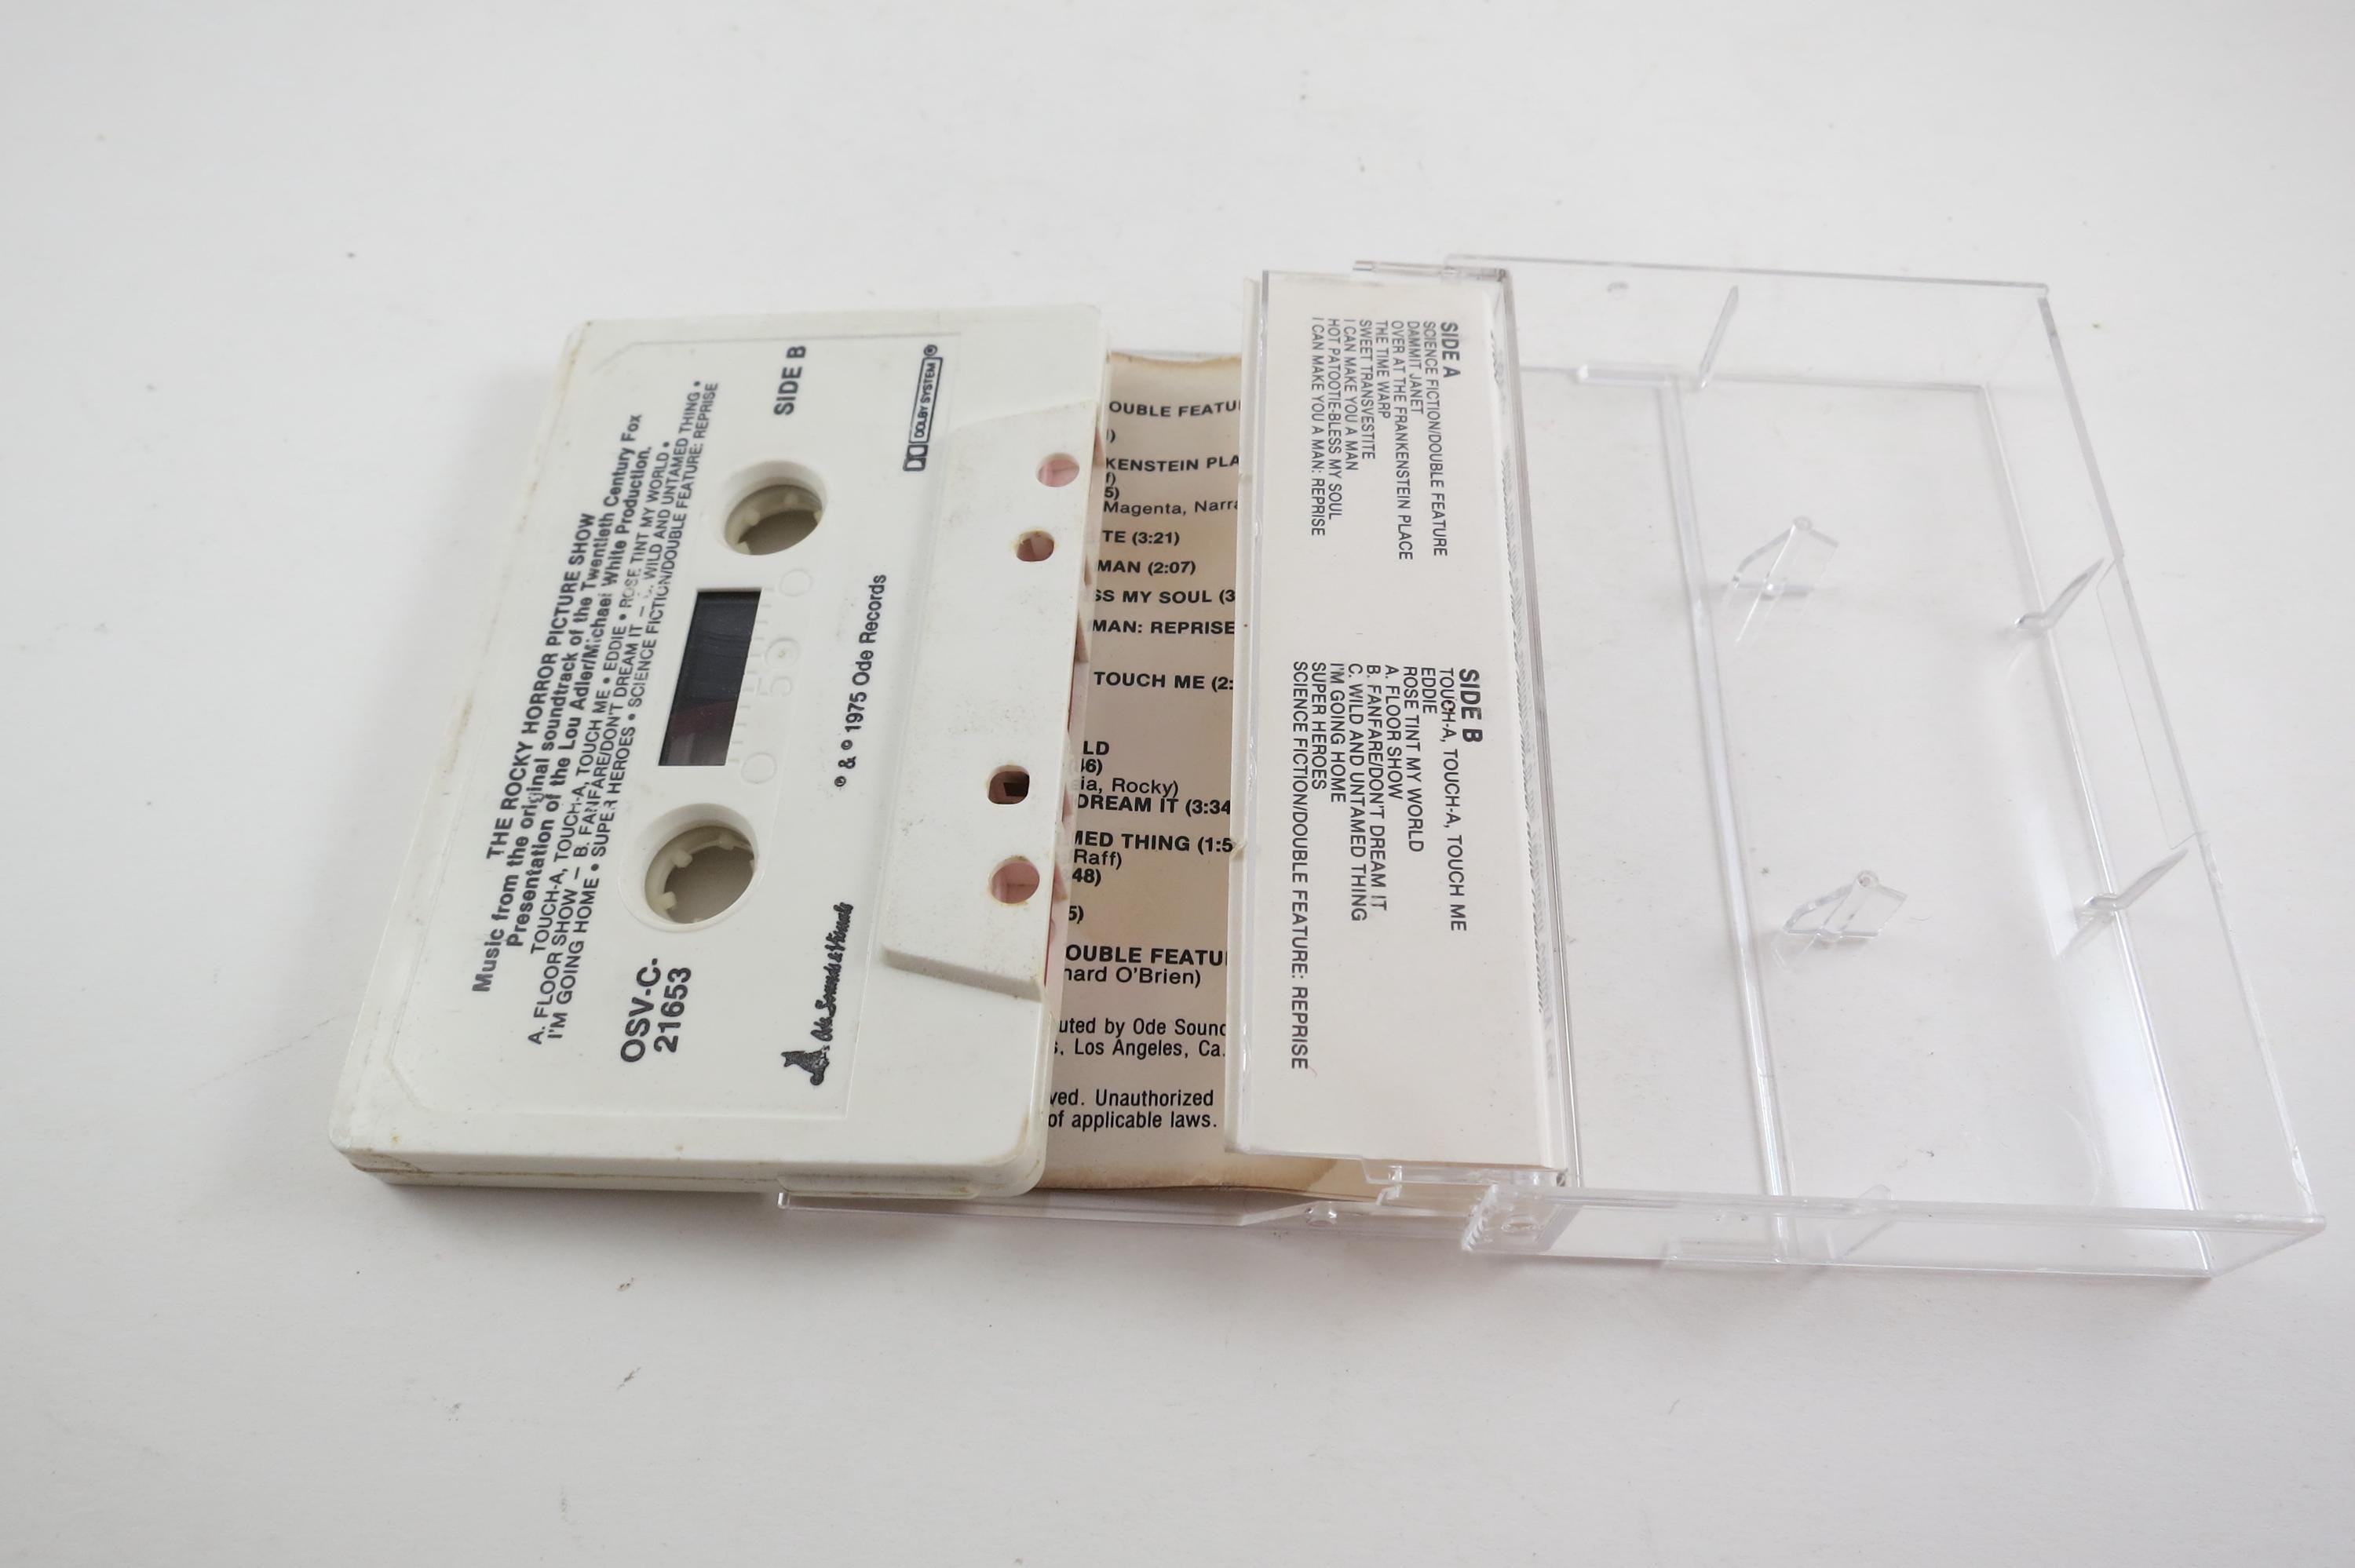 Music from the original soundtrack of the
THE ROCKY HORROR PICTURE SHOW
Presentation of the Lou Adler/Michael White Production.
Twentieth Century Fox
TOUCH-A, TOUCH-A, TOUCH ME • EDDIE • ROSE TINT MY WORLD •
A. FLOOR SHOW — B. FANFARE/DON'T DREAM IT — C. WILD AND UNTAMED THING •
I'M GOING HOME • SUPER HEROES • SCIENCE FICTION/DOUBLE FEATURE: REPRISE
OSV-C-
21653
SIDE B
50
℗ & © 1975 Ode Records
Ode Sounds & Visuals
DOLBY SYSTEM ®
OUBLE FEATU
)
KENSTEIN PLA
f)
5)
Magenta, Narra
TE (3:21)
MAN (2:07)
SS MY SOUL (3
MAN: REPRISE
TOUCH ME (2:
LD
46)
ia, Rocky)
DREAM IT (3:34
MED THING (1:5
Raff)
48)
5)
OUBLE FEATU
hard O'Brien)
uted by Ode Sound
s, Los Angeles, Ca.
ved. Unauthorized
of applicable laws.
SIDE A
SCIENCE FICTION/DOUBLE FEATURE
DAMMIT JANET
OVER AT THE FRANKENSTEIN PLACE
THE TIME WARP
SWEET TRANSVESTITE
I CAN MAKE YOU A MAN
HOT PATOOTIE-BLESS MY SOUL
I CAN MAKE YOU A MAN: REPRISE
SIDE B
TOUCH-A, TOUCH-A, TOUCH ME
EDDIE
ROSE TINT MY WORLD
A. FLOOR SHOW
B. FANFARE/DON'T DREAM IT
C. WILD AND UNTAMED THING
I'M GOING HOME
SUPER HEROES
SCIENCE FICTION/DOUBLE FEATURE: REPRISE